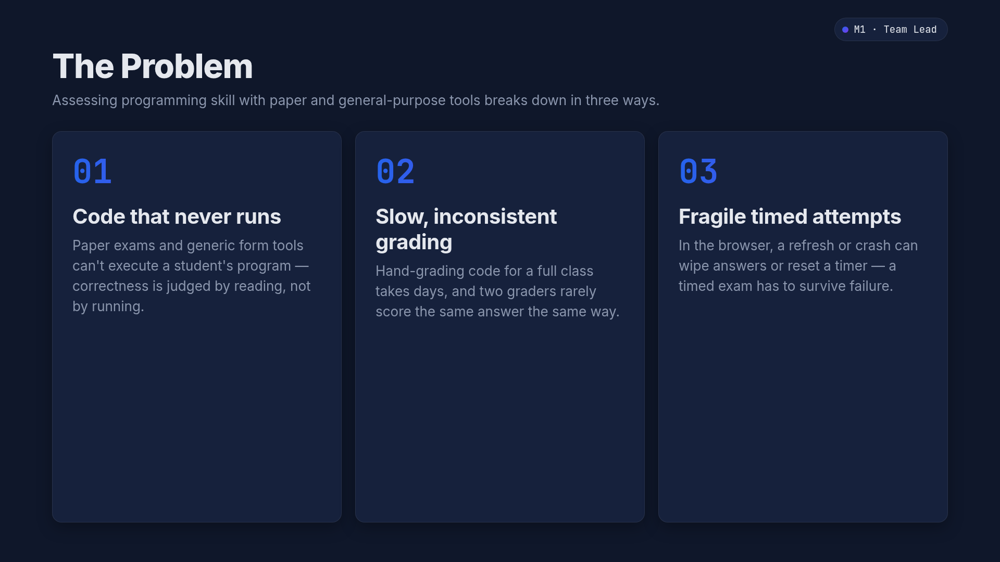 M1 · Team Lead
The Problem
Assessing programming skill with paper and general-purpose tools breaks down in three ways.
01
Code that never runs
Paper exams and generic form tools
can't execute a student's program —
correctness is judged by reading, not
by running.
02
Slow, inconsistent
grading
Hand-grading code for a full class
takes days, and two graders rarely
score the same answer the same way.
03
Fragile timed attempts
In the browser, a refresh or crash can
wipe answers or reset a timer — a
timed exam has to survive failure.